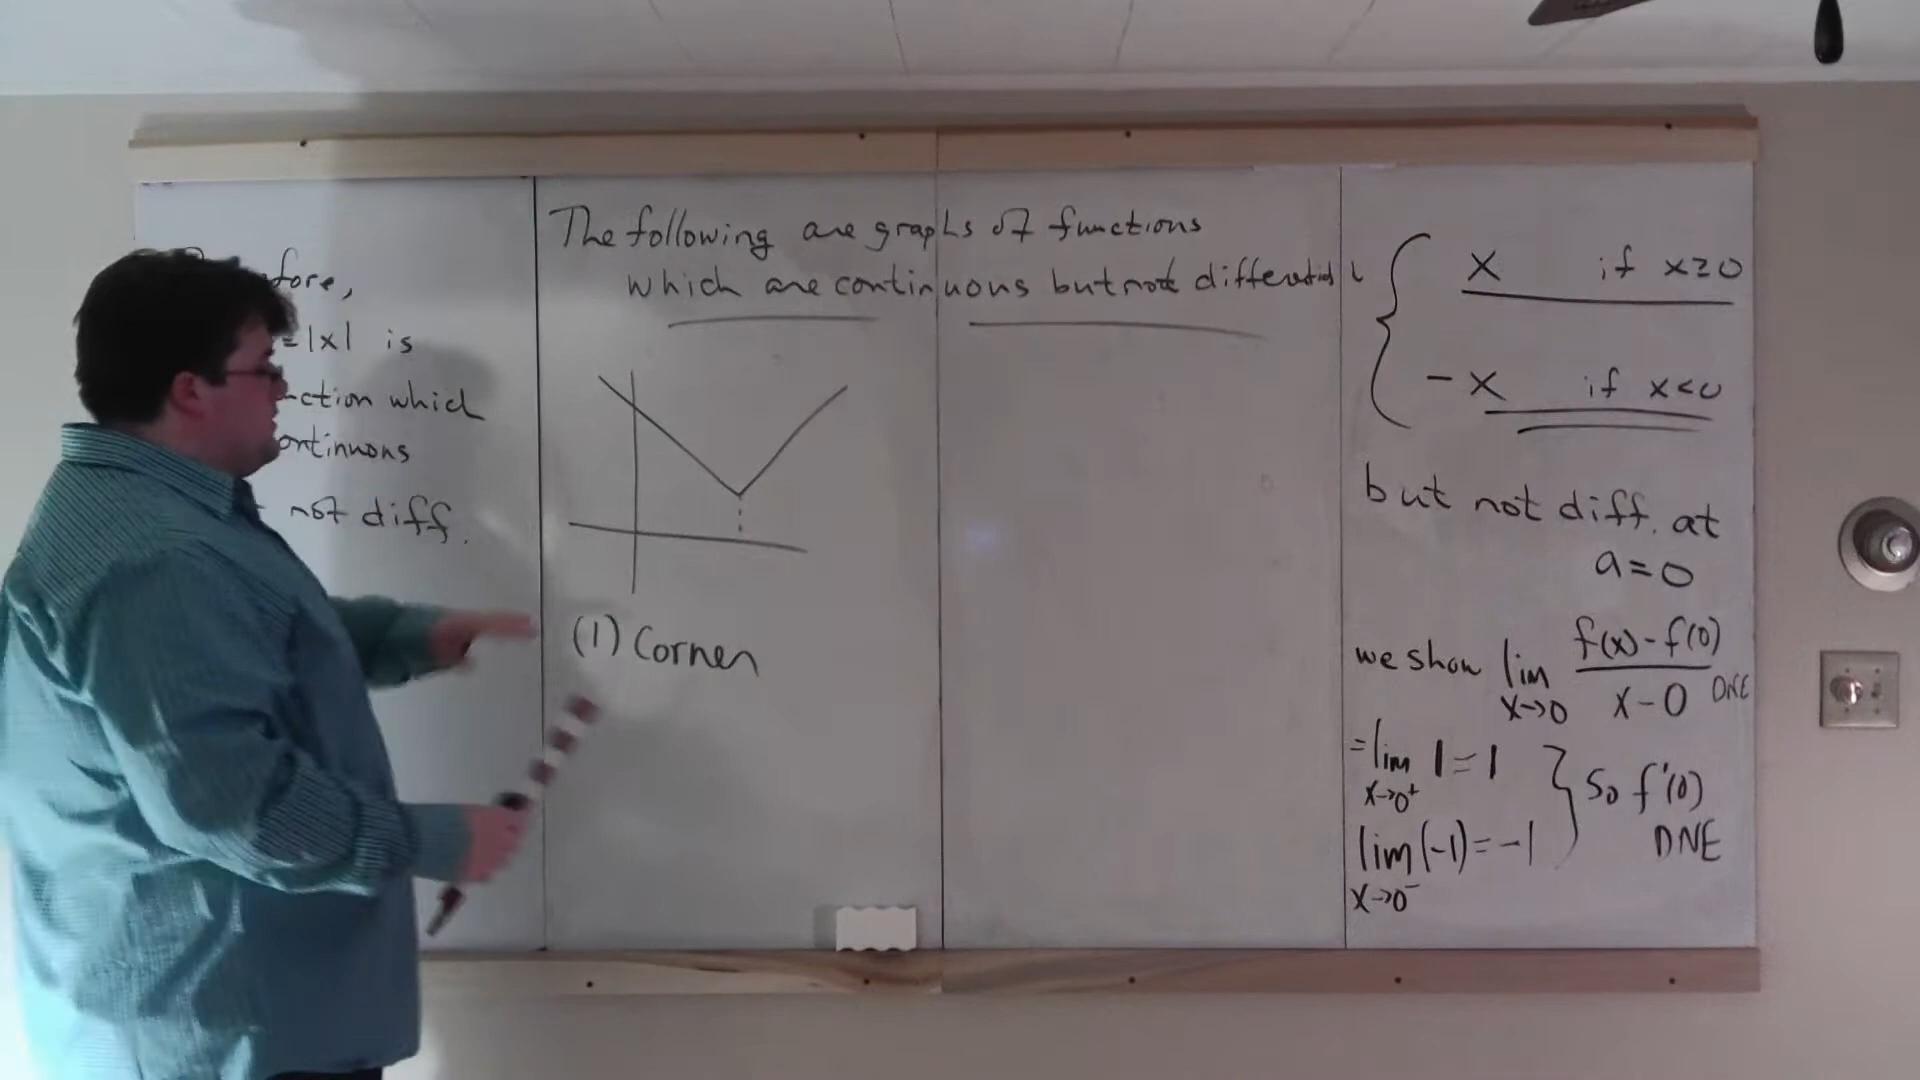 fore,
=|x| is
ction which
ontinuous
not diff.
The following are graphs of functions
which are continuous but not
(1) Corner
x if x≥0
-x if x<0
but not diff. at
a=0
we show lim x→0 f(x)-f(0) / x-0 DNE
=lim x→0⁺ 1=1
lim x→0⁻ (-1)=-1
So f'(0)
DNE